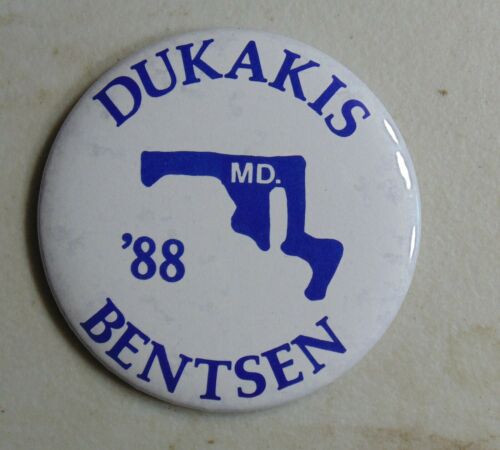 DUKAKIS
MD.
'88
BENTSEN